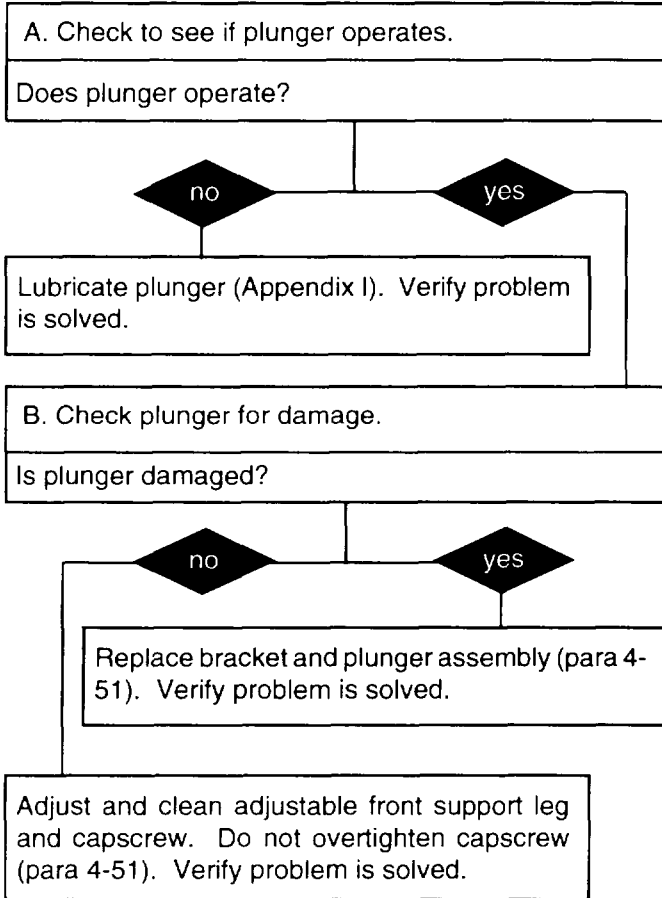 A. Check to see if plunger operates.
Does plunger operate?
no
yes
Lubricate plunger (Appendix I). Verify problem
is solved.
B. Check plunger for damage.
Is plunger damaged?
no
yes
Replace bracket and plunger assembly (para 4-
51). Verify problem is solved.
Adjust and clean adjustable front support leg
and capscrew. Do not overtighten capscrew
(para 4-51). Verify problem is solved.